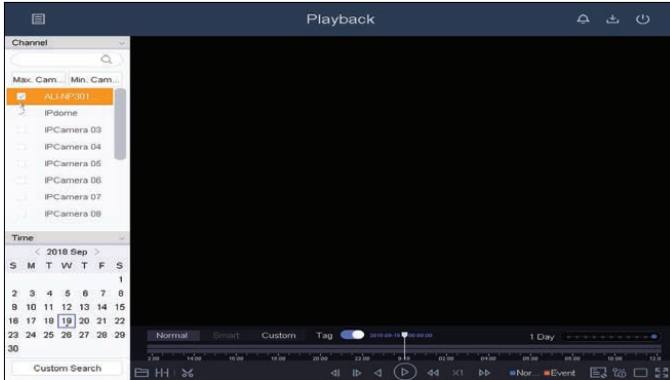 Playback
Channel
Max. Cam... Min. Cam...
ALI-NP301...
IPdome
IPCamera 03
IPCamera 04
IPCamera 05
IPCamera 06
IPCamera 07
IPCamera 08
Time
< 2018 Sep >
S M T W T F S
1
2 3 4 5 6 7 8
9 10 11 12 13 14 15
16 17 18 19 20 21 22
23 24 25 26 27 28 29
30
Custom Search
Normal Smart Custom Tag 1 Day
X1 Nor... Event